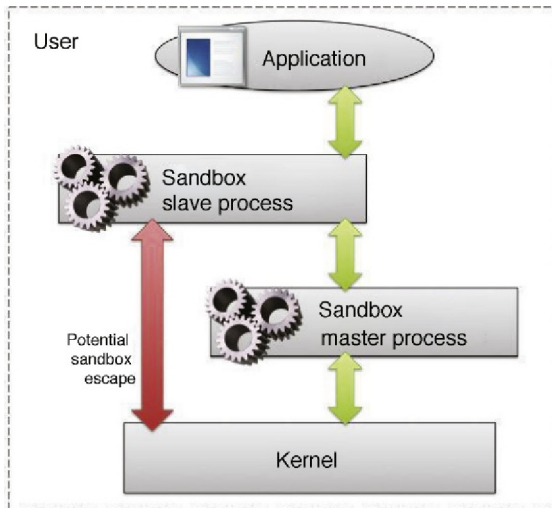 User
Application
Sandbox
slave process
Sandbox
master process
Potential
sandbox
escape
Kernel